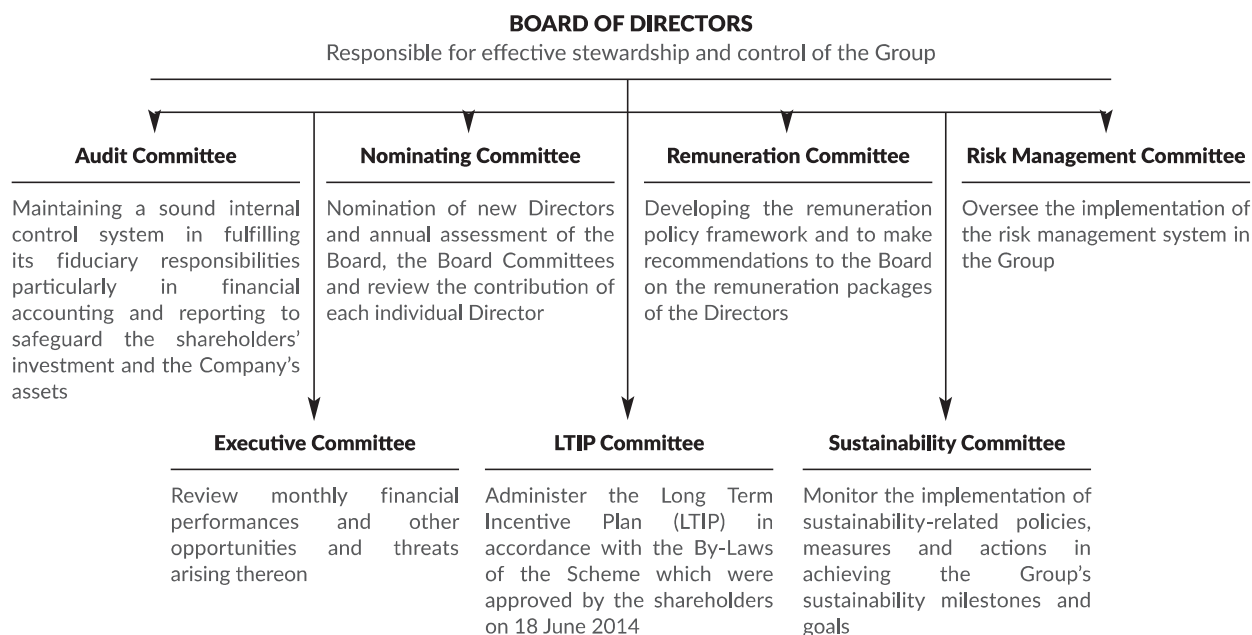 BOARD OF DIRECTORS
Responsible for effective stewardship and control of the Group
Audit Committee
Maintaining a sound internal
control system in fulfilling
its fiduciary responsibilities
particularly in financial
accounting and reporting to
safeguard the shareholders’
investment and the Company’s
assets
Nominating Committee
Nomination of new Directors
and annual assessment of the
Board, the Board Committees
and review the contribution of
each individual Director
Remuneration Committee
Developing the remuneration
policy framework and to make
recommendations to the Board
on the remuneration packages
of the Directors
Risk Management Committee
Oversee the implementation of
the risk management system in
the Group
Executive Committee
Review monthly financial
performances and other
opportunities and threats
arising thereon
LTIP Committee
Administer the Long Term
Incentive Plan (LTIP) in
accordance with the By-Laws
of the Scheme which were
approved by the shareholders
on 18 June 2014
Sustainability Committee
Monitor the implementation of
sustainability-related policies,
measures and actions in
achieving the Group’s
sustainability milestones and
goals